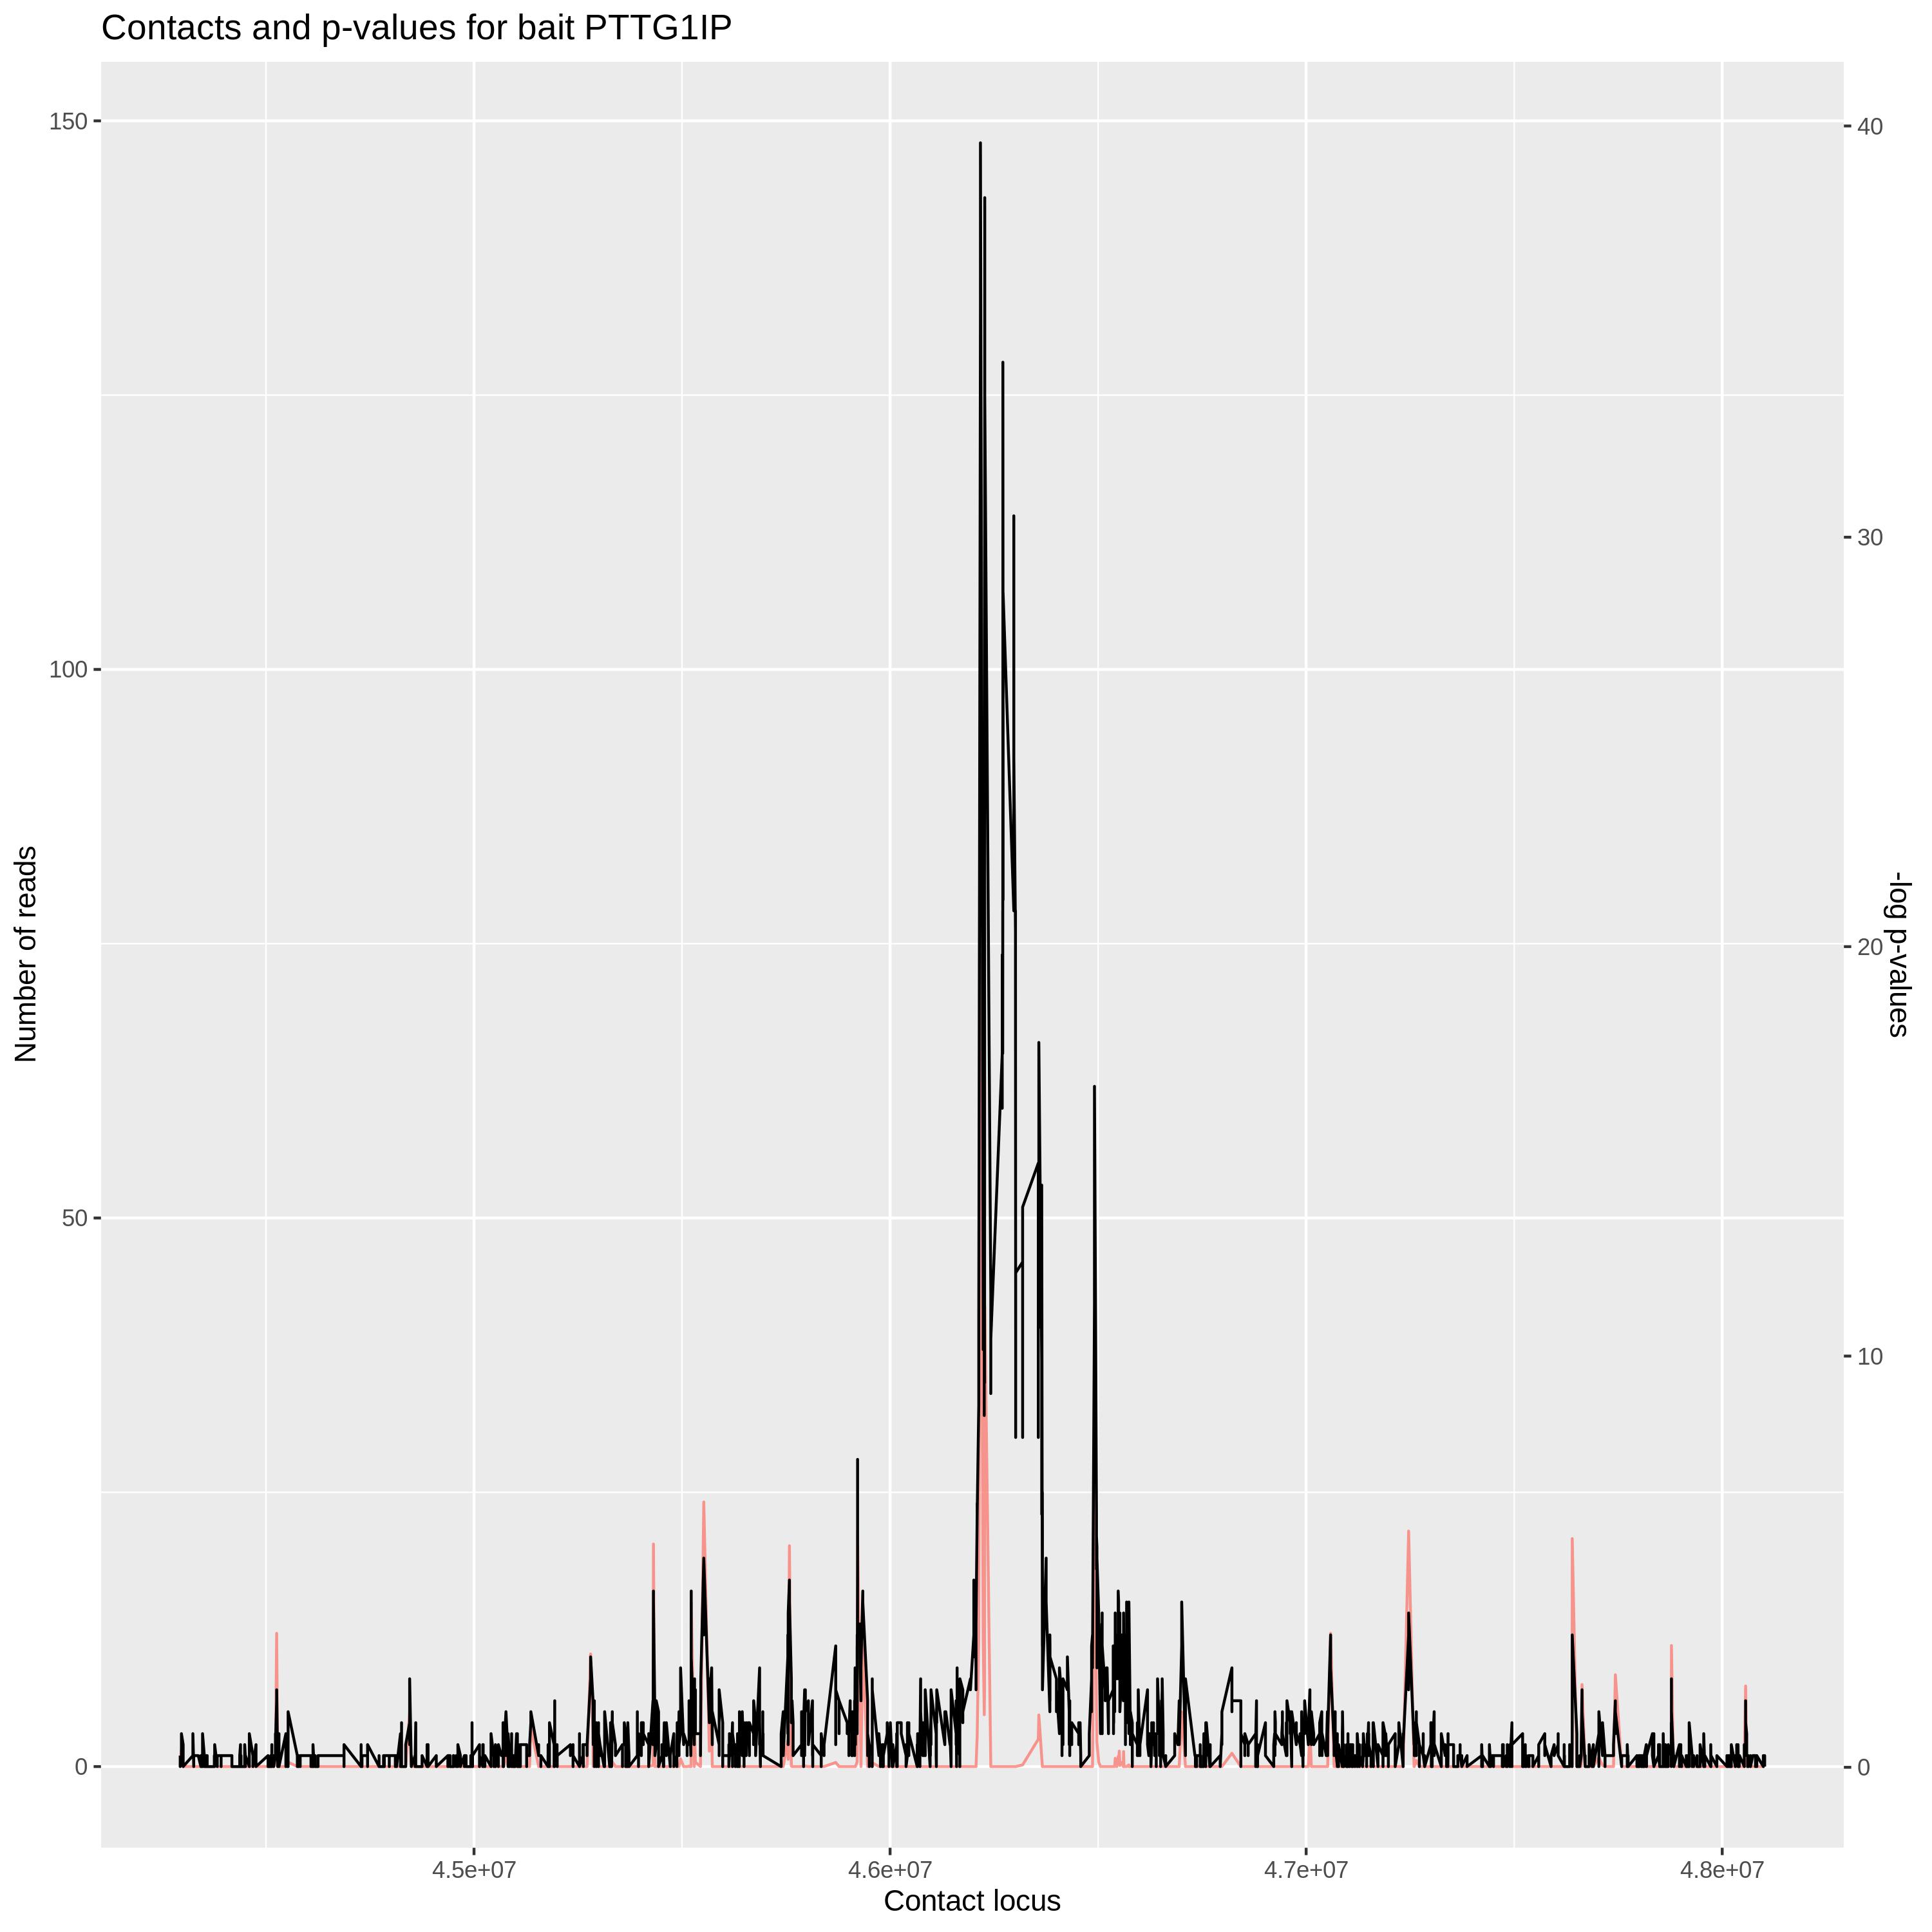 Contacts and p-values for bait PTTG1IP
150
100
50
0
Number of reads
40
30
20
10
0
-log p-values
4.5e+07
4.6e+07
4.7e+07
4.8e+07
Contact locus